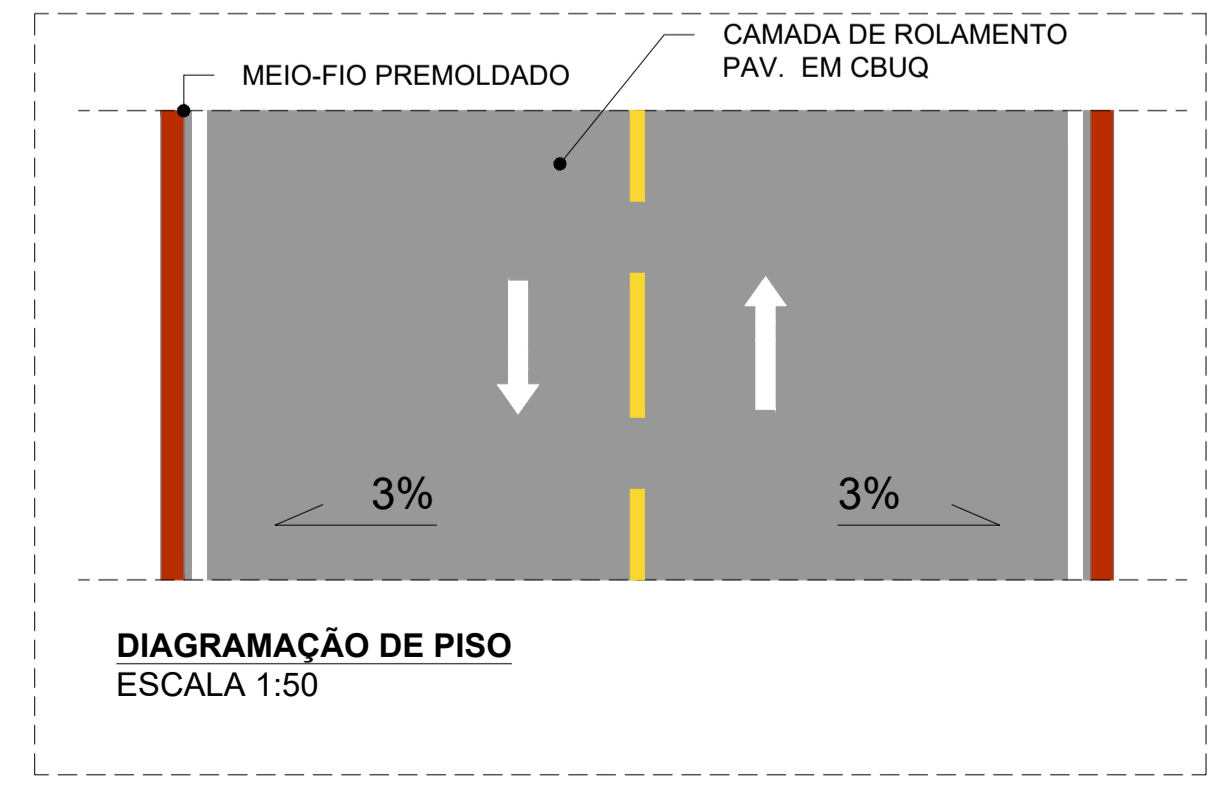 CAMADA DE ROLAMENTO
PAV. EM CBUQ
MEIO-FIO PREMOLDADO
3%
3%
DIAGRAMAÇÃO DE PISO
ESCALA 1:50